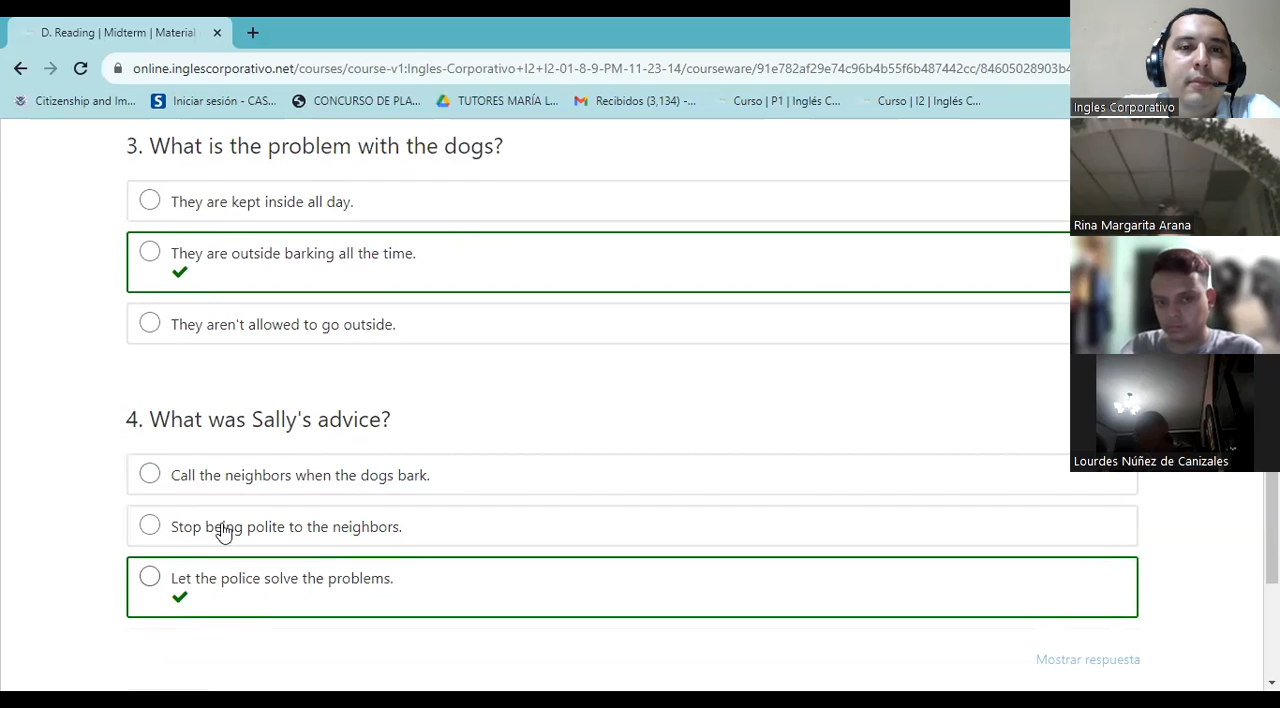 D. Reading | Midterm | Material
online.inglescorporativo.net/courses/course-v1:Ingles-Corporativo+I2+I2-01-8-9-PM-11-23-14/courseware/91e782af29e74c96b4b55f6b487442cc/84605028903b4
Citizenship and Im...
Iniciar sesión - CAS...
CONCURSO DE PLA...
TUTORES MARÍA L...
Recibidos (3,134) -...
Curso | P1 | Inglés C...
Curso | I2 | Inglés C...
Ingles Corporativo
Rina Margarita Arana
Lourdes Núñez de Canizales
3. What is the problem with the dogs?
They are kept inside all day.
They are outside barking all the time.
They aren't allowed to go outside.
4. What was Sally's advice?
Call the neighbors when the dogs bark.
Stop being polite to the neighbors.
Let the police solve the problems.
Mostrar respuesta